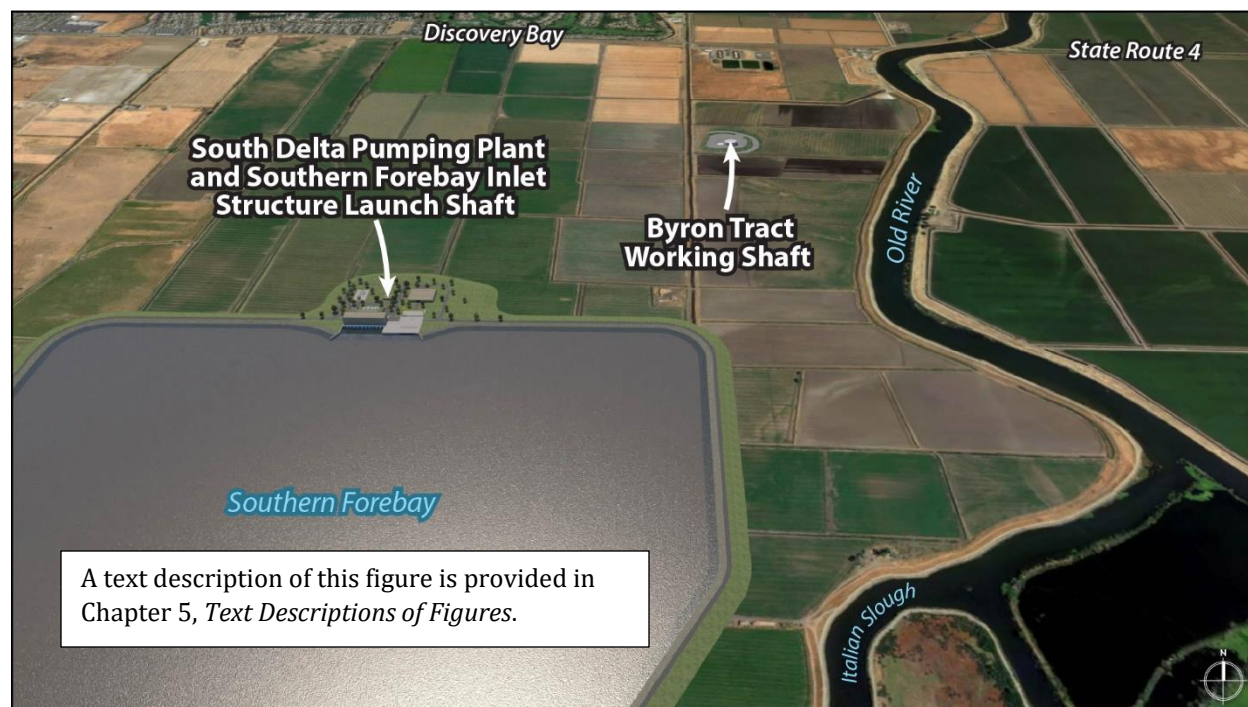 Discovery Bay
State Route 4
South Delta Pumping Plant
and Southern Forebay Inlet
Structure Launch Shaft
Byron Tract
Working Shaft
Old River
Southern Forebay
A text description of this figure is provided in
Chapter 5, Text Descriptions of Figures.
Italian Slough
N